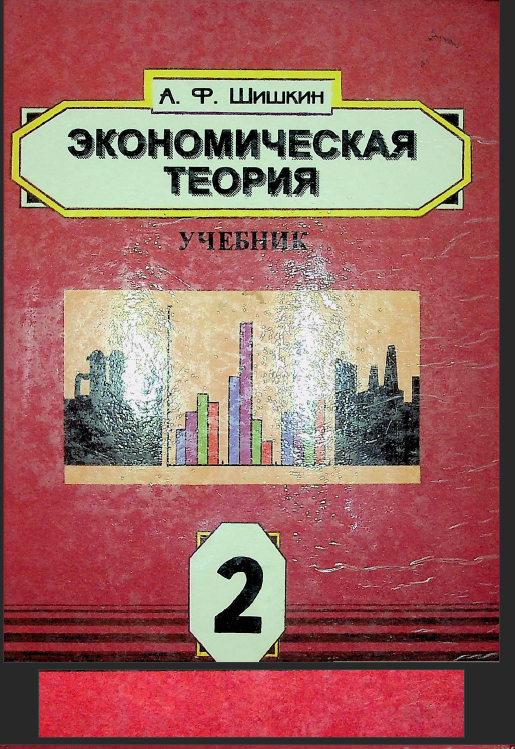 А. Ф. Шишкин
ЭКОНОМИЧЕСКАЯ
ТЕОРИЯ
УЧЕБНИК
2